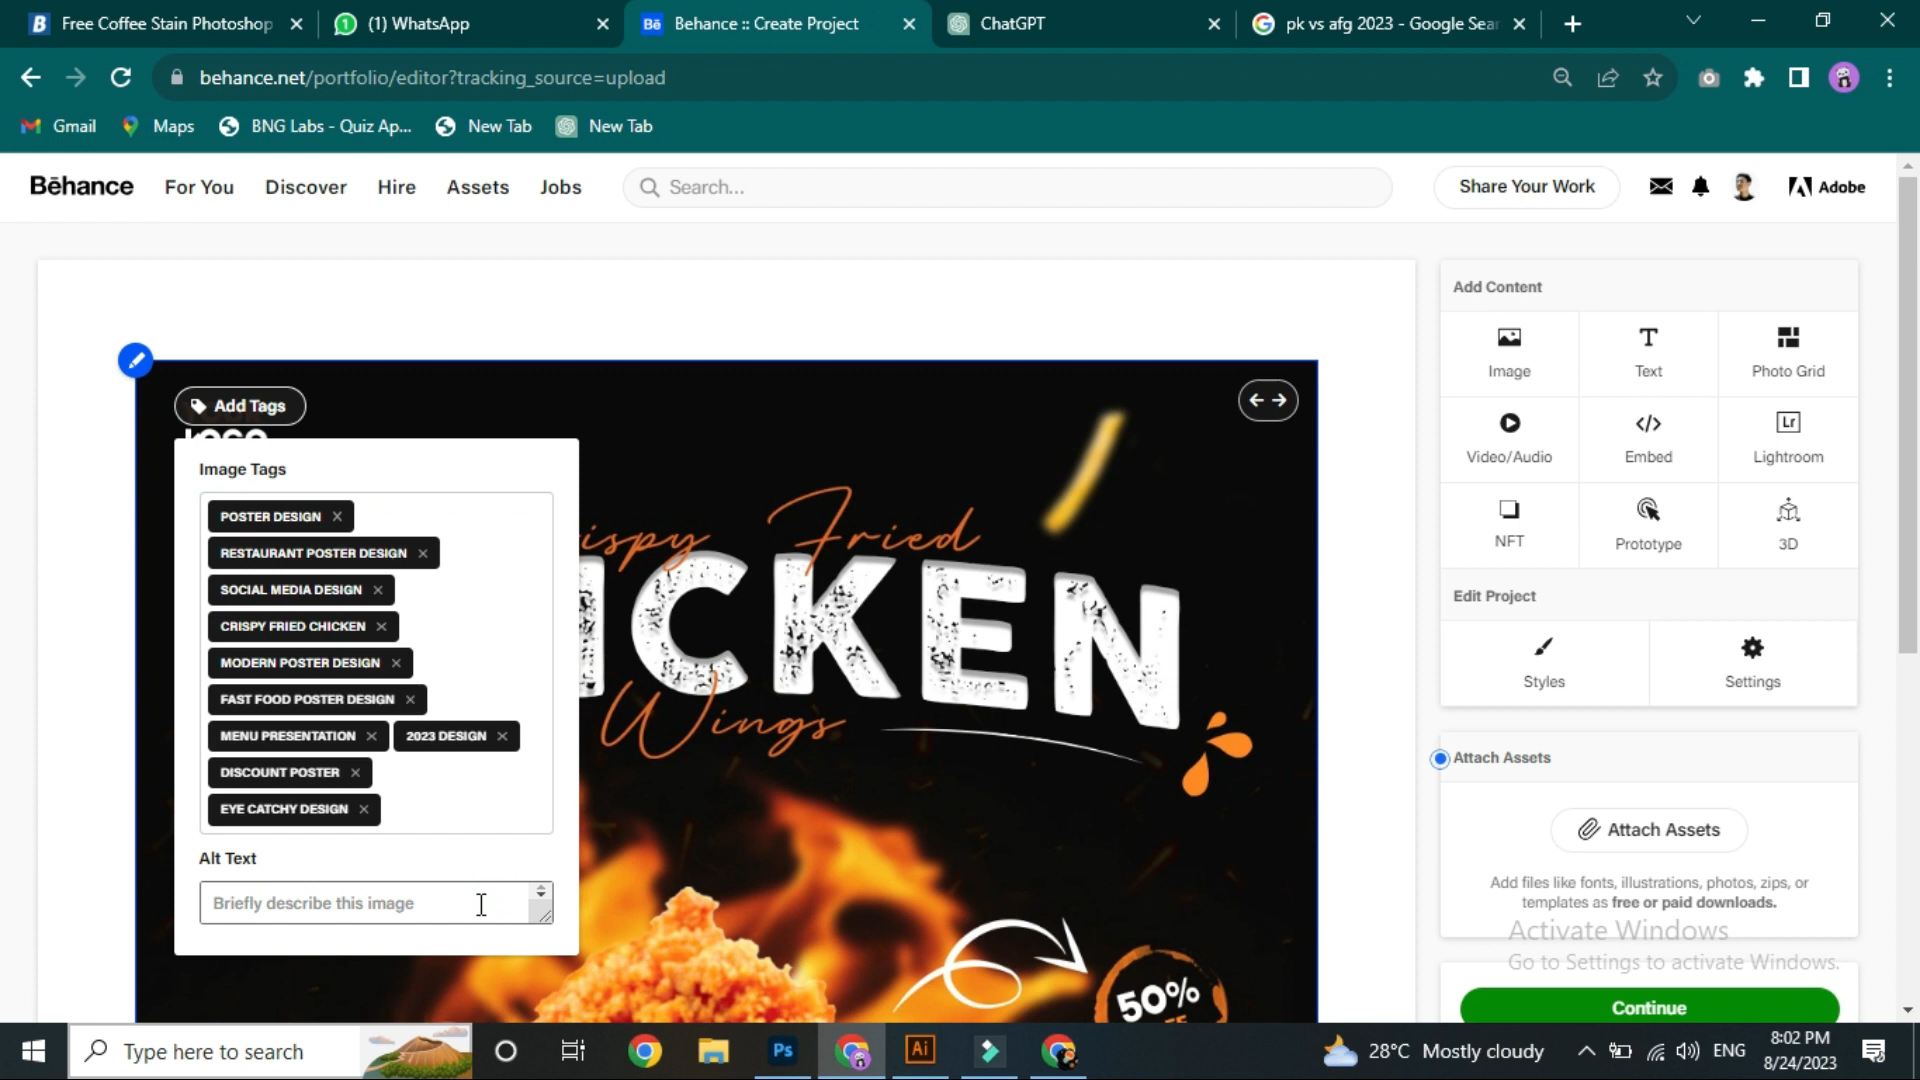 Free Coffee Stain Photoshop
(1) WhatsApp
Behance :: Create Project
ChatGPT
pk vs afg 2023 - Google Sear
behance.net/portfolio/editor?tracking_source=upload
Gmail
Maps
BNG Labs - Quiz Ap...
New Tab
New Tab
Bēhance
For You
Discover
Hire
Assets
Jobs
Search...
Share Your Work
Adobe
Add Tags
Image Tags
POSTER DESIGN
RESTAURANT POSTER DESIGN
SOCIAL MEDIA DESIGN
CRISPY FRIED CHICKEN
MODERN POSTER DESIGN
FAST FOOD POSTER DESIGN
MENU PRESENTATION
2023 DESIGN
DISCOUNT POSTER
EYE CATCHY DESIGN
Alt Text
Briefly describe this image
ispy Fried
ICKEN
Wings
50%
Add Content
Image
Text
Photo Grid
Video/Audio
Embed
Lr
Lightroom
NFT
Prototype
3D
Edit Project
Styles
Settings
Attach Assets
Attach Assets
Add files like fonts, illustrations, photos, zips, or
templates as free or paid downloads.
Activate Windows
Go to Settings to activate Windows.
Continue
Type here to search
Ps
Ai
28°C Mostly cloudy
ENG
8:02 PM
8/24/2023